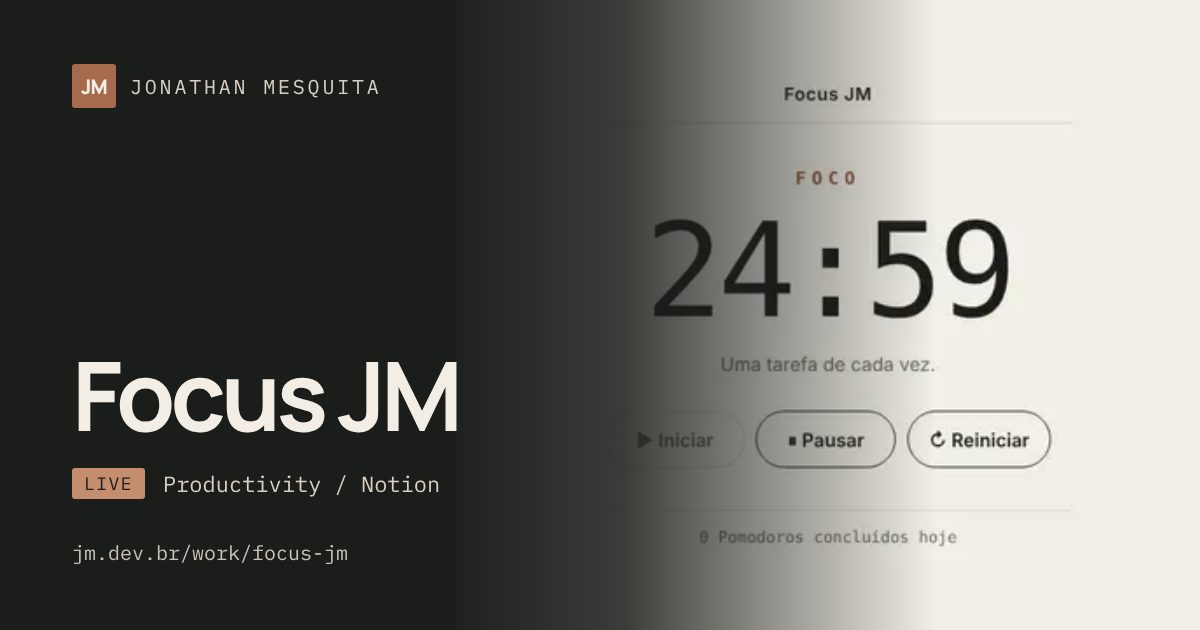 JM JONATHAN MESQUITA
Focus JM
LIVE Productivity / Notion
jm.dev.br/work/focus-jm
Focus JM
FOCO
24:59
Uma tarefa de cada vez.
Iniciar Pausar Reiniciar
0 Pomodoros concluídos hoje